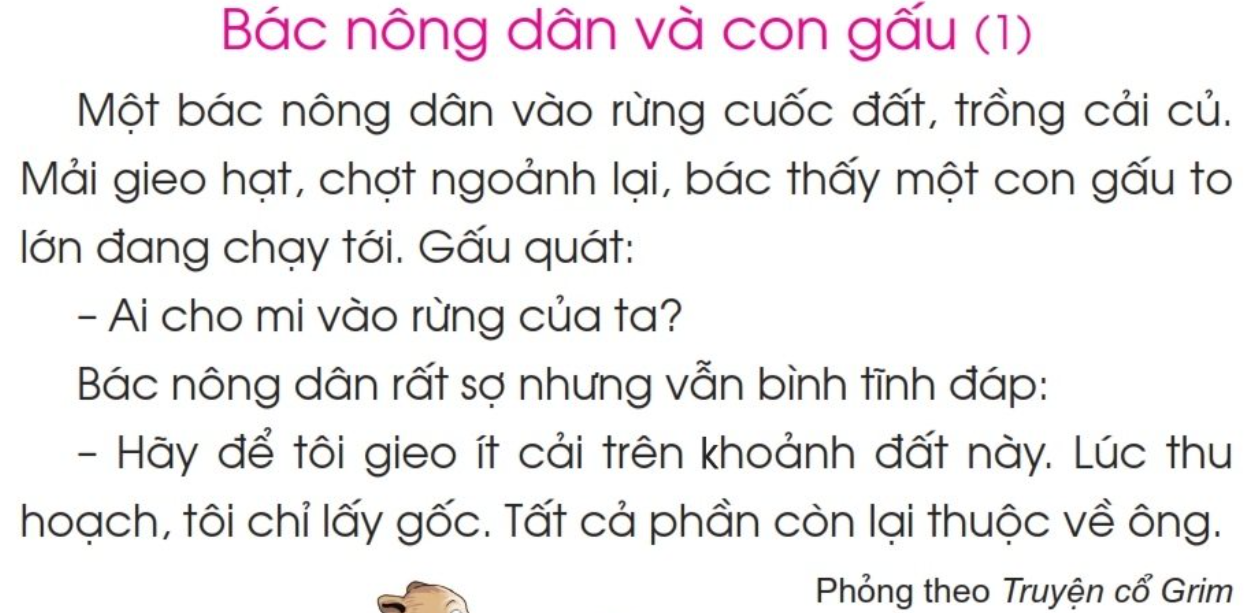 Bác nông dân và con gấu (1)
Một bác nông dân vào rừng cuốc đất, trồng cải củ.
Mải gieo hạt, chợt ngoảnh lại, bác thấy một con gấu to
lớn đang chạy tới. Gấu quát:
– Ai cho mi vào rừng của ta?
Bác nông dân rất sợ nhưng vẫn bình tĩnh đáp:
– Hãy để tôi gieo ít cải trên khoảnh đất này. Lúc thu
hoạch, tôi chỉ lấy gốc. Tất cả phần còn lại thuộc về ông.
Phỏng theo Truyện cổ Grim